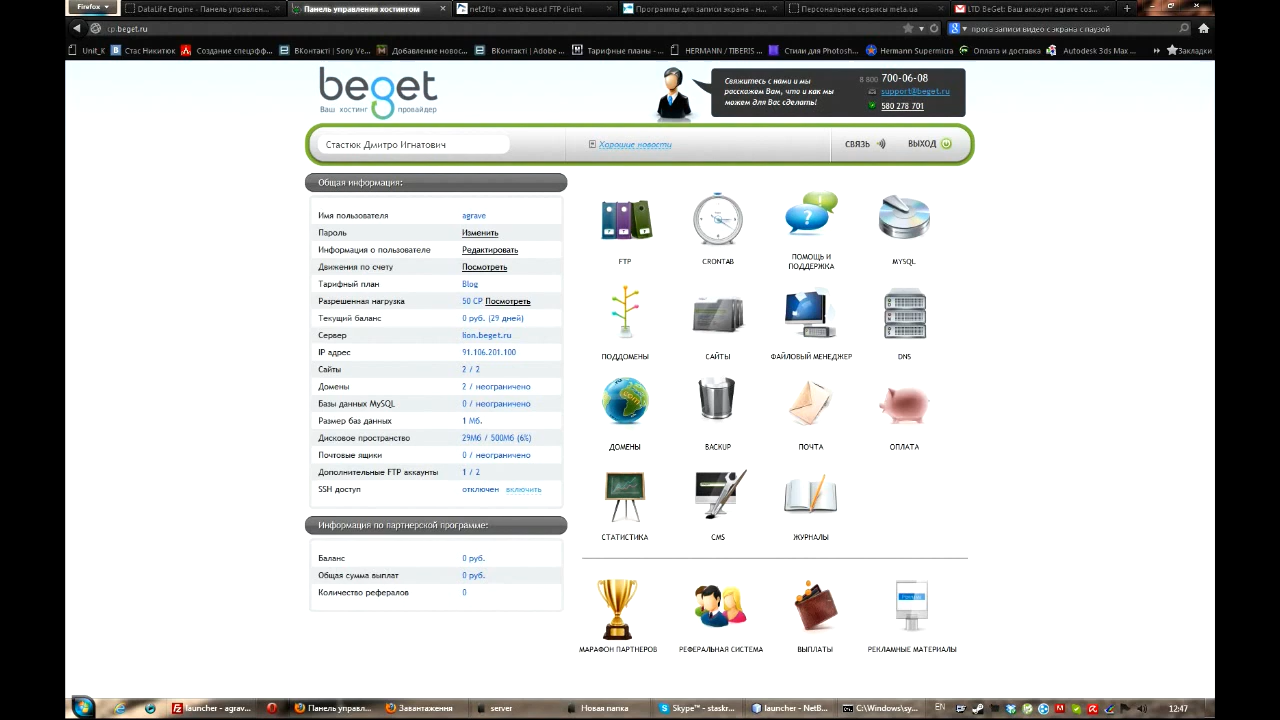 Firefox
DataLife Engine - Панель управлен...
Панель управления хостингом
net2ftp - a web based FTP client
Программы для записи экрана - н...
Персональные сервисы meta.ua
LTD BeGet: Ваш аккаунт agrave соз...
cp.beget.ru
прога записи видео с экрана с паузой
Unit_K
Стас Никитюк
Создание спецэфф...
ВКонтакті | Sony Ve...
Добавление новос...
ВКонтакті | Adobe ...
Тарифные планы - ...
HERMANN / TIBERIS ...
Стили для Photosh...
Hermann Supermicra
Оплата и доставка
Autodesk 3ds Max ...
Закладки
beget
Ваш хостинг провайдер
Свяжитесь с нами и мы
расскажем Вам, что и как мы
можем для Вас сделать!
8 800 700-06-08
support@beget.ru
580 278 701
Стастюк Дмитро Игнатович
Хорошие новости
СВЯЗЬ
ВЫХОД
Общая информация:
Имя пользователя agrave
Пароль Изменить
Информация о пользователе Редактировать
Движения по счету Посмотреть
Тарифный план Blog
Разрешенная нагрузка 50 CP Посмотреть
Текущий баланс 0 руб. (29 дней)
Сервер lion.beget.ru
IP адрес 91.106.201.100
Сайты 2 / 2
Домены 2 / неограничено
Базы данных MySQL 0 / неограничено
Размер баз данных 1 Мб.
Дисковое пространство 29Мб / 500Мб (6%)
Почтовые ящики 0 / неограничено
Дополнительные FTP аккаунты 1 / 2
SSH доступ отключен включить
Информация по партнерской программе:
Баланс 0 руб.
Общая сумма выплат 0 руб.
Количество рефералов 0
FTP
CRONTAB
ПОМОЩЬ И
ПОДДЕРЖКА
MYSQL
ПОДДОМЕНЫ
САЙТЫ
ФАЙЛОВЫЙ МЕНЕДЖЕР
DNS
ДОМЕНЫ
BACKUP
ПОЧТА
ОПЛАТА
СТАТИСТИКА
CMS
ЖУРНАЛЫ
МАРАФОН ПАРТНЕРОВ
РЕФЕРАЛЬНАЯ СИСТЕМА
ВЫПЛАТЫ
РЕКЛАМНЫЕ МАТЕРИАЛЫ
launcher - agrav...
Панель управл...
Завантаження
server
Новая папка
Skype™ - staskr...
launcher - NetB...
C:\Windows\sy...
EN
12:47